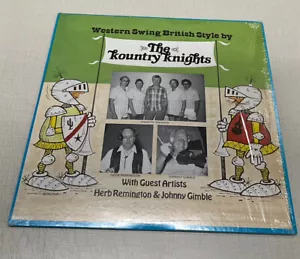 Western Swing British Style by
The
Kountry Knights
With Guest Artists
Herb Remington & Johnny Gimble